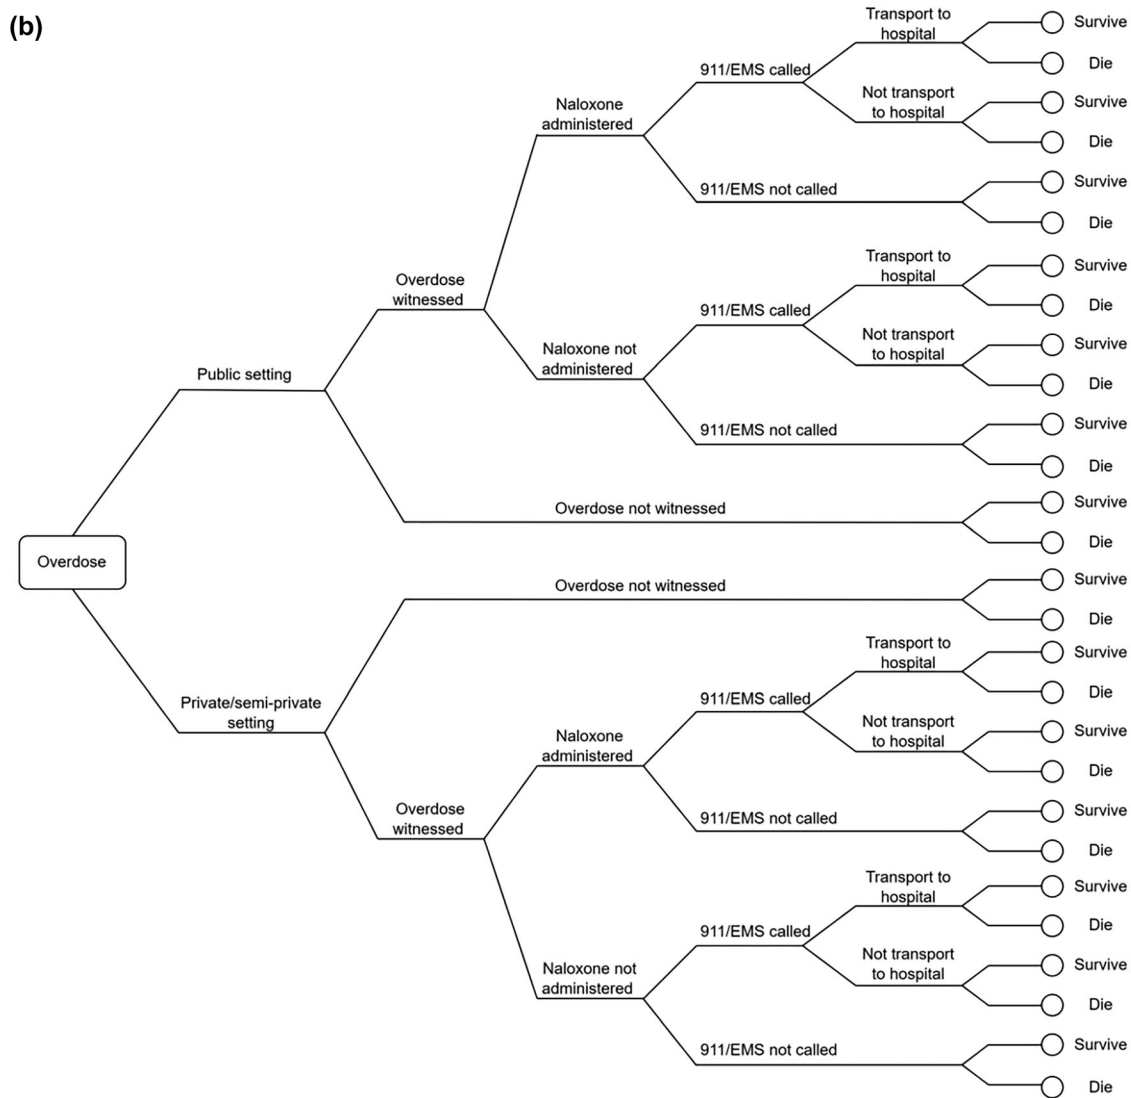 (b)
Transport to
hospital
Survive
Die
911/EMS called
Not transport
to hospital
Survive
Die
Naloxone
administered
911/EMS not called
Survive
Die
Overdose
witnessed
Transport to
hospital
Survive
Die
911/EMS called
Not transport
to hospital
Survive
Die
Naloxone not
administered
911/EMS not called
Survive
Die
Public setting
Overdose not witnessed
Survive
Die
Overdose
Overdose not witnessed
Survive
Die
Private/semi-private
setting
Transport to
hospital
Survive
Die
911/EMS called
Not transport
to hospital
Survive
Die
Naloxone
administered
911/EMS not called
Survive
Die
Overdose
witnessed
Transport to
hospital
Survive
Die
911/EMS called
Not transport
to hospital
Survive
Die
Naloxone not
administered
911/EMS not called
Survive
Die